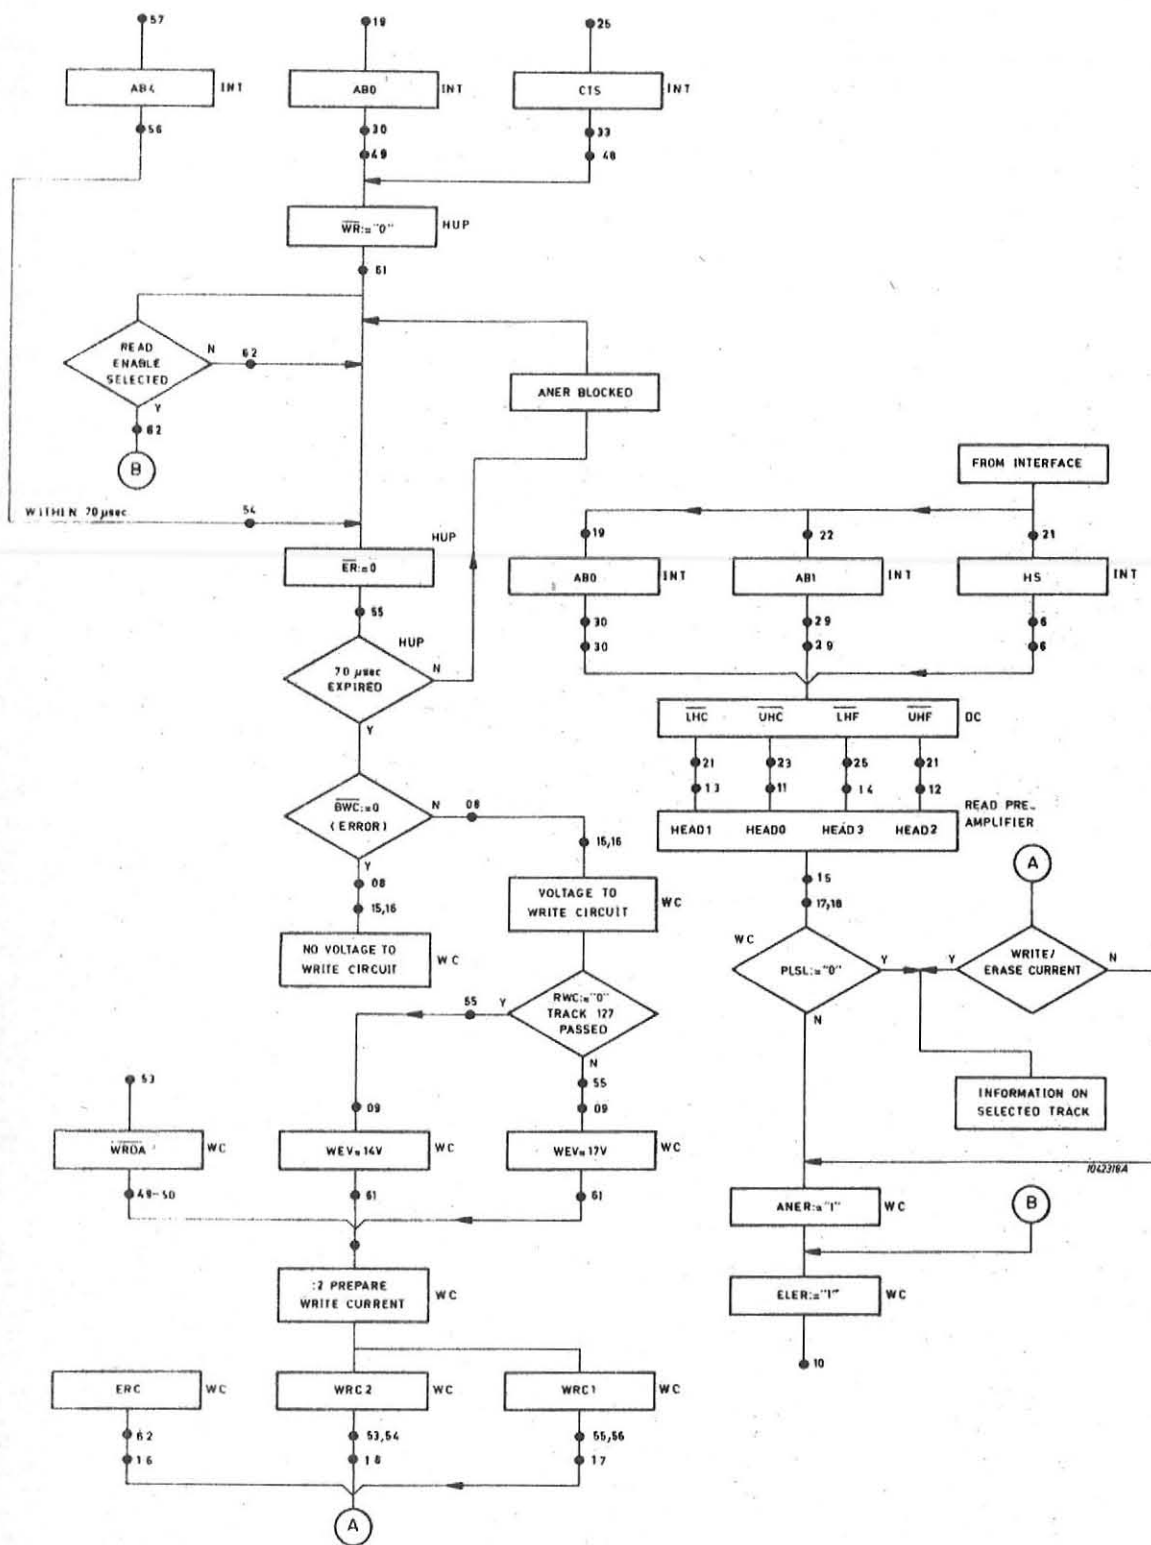 57 19 25
AB4 INT AB0 INT CTS INT
56 30 33
49 48
WR:="0" HUP
61
READ
ENABLE
SELECTED
N 62
Y
62
B
ANER BLOCKED
FROM INTERFACE
WITHIN 70 µsec 54
19 22 21
HUP
ER:=0
AB0 INT AB1 INT HS INT
55
30 29 6
30 29 6
HUP
70 µsec
EXPIRED
N
Y
LHC UHC LHF UHF DC
21 23 25 21
13 11 14 12
READ PRE-
AMPLIFIER
HEAD1 HEAD0 HEAD3 HEAD2
BWC:=0
(ERROR)
N 08
Y
08
15,16
15,16
VOLTAGE TO
WRITE CIRCUIT
WC
NO VOLTAGE TO
WRITE CIRCUIT
WC
15
17,18
A
WC
PLSL:="0"
Y Y
WRITE/
ERASE CURRENT
N
N
RWC:="0"
TRACK 127
PASSED
55 Y
N
55
09 09
INFORMATION ON
SELECTED TRACK
53
WRDA WC
WEV=14V WC
WEV=17V WC
49-50 61 61
1042318A
ANER:="1" WC
B
ELER:="1" WC
10
:2 PREPARE
WRITE CURRENT
WC
ERC WC WRC2 WC WRC1 WC
62 53,54 55,56
16 18 17
A